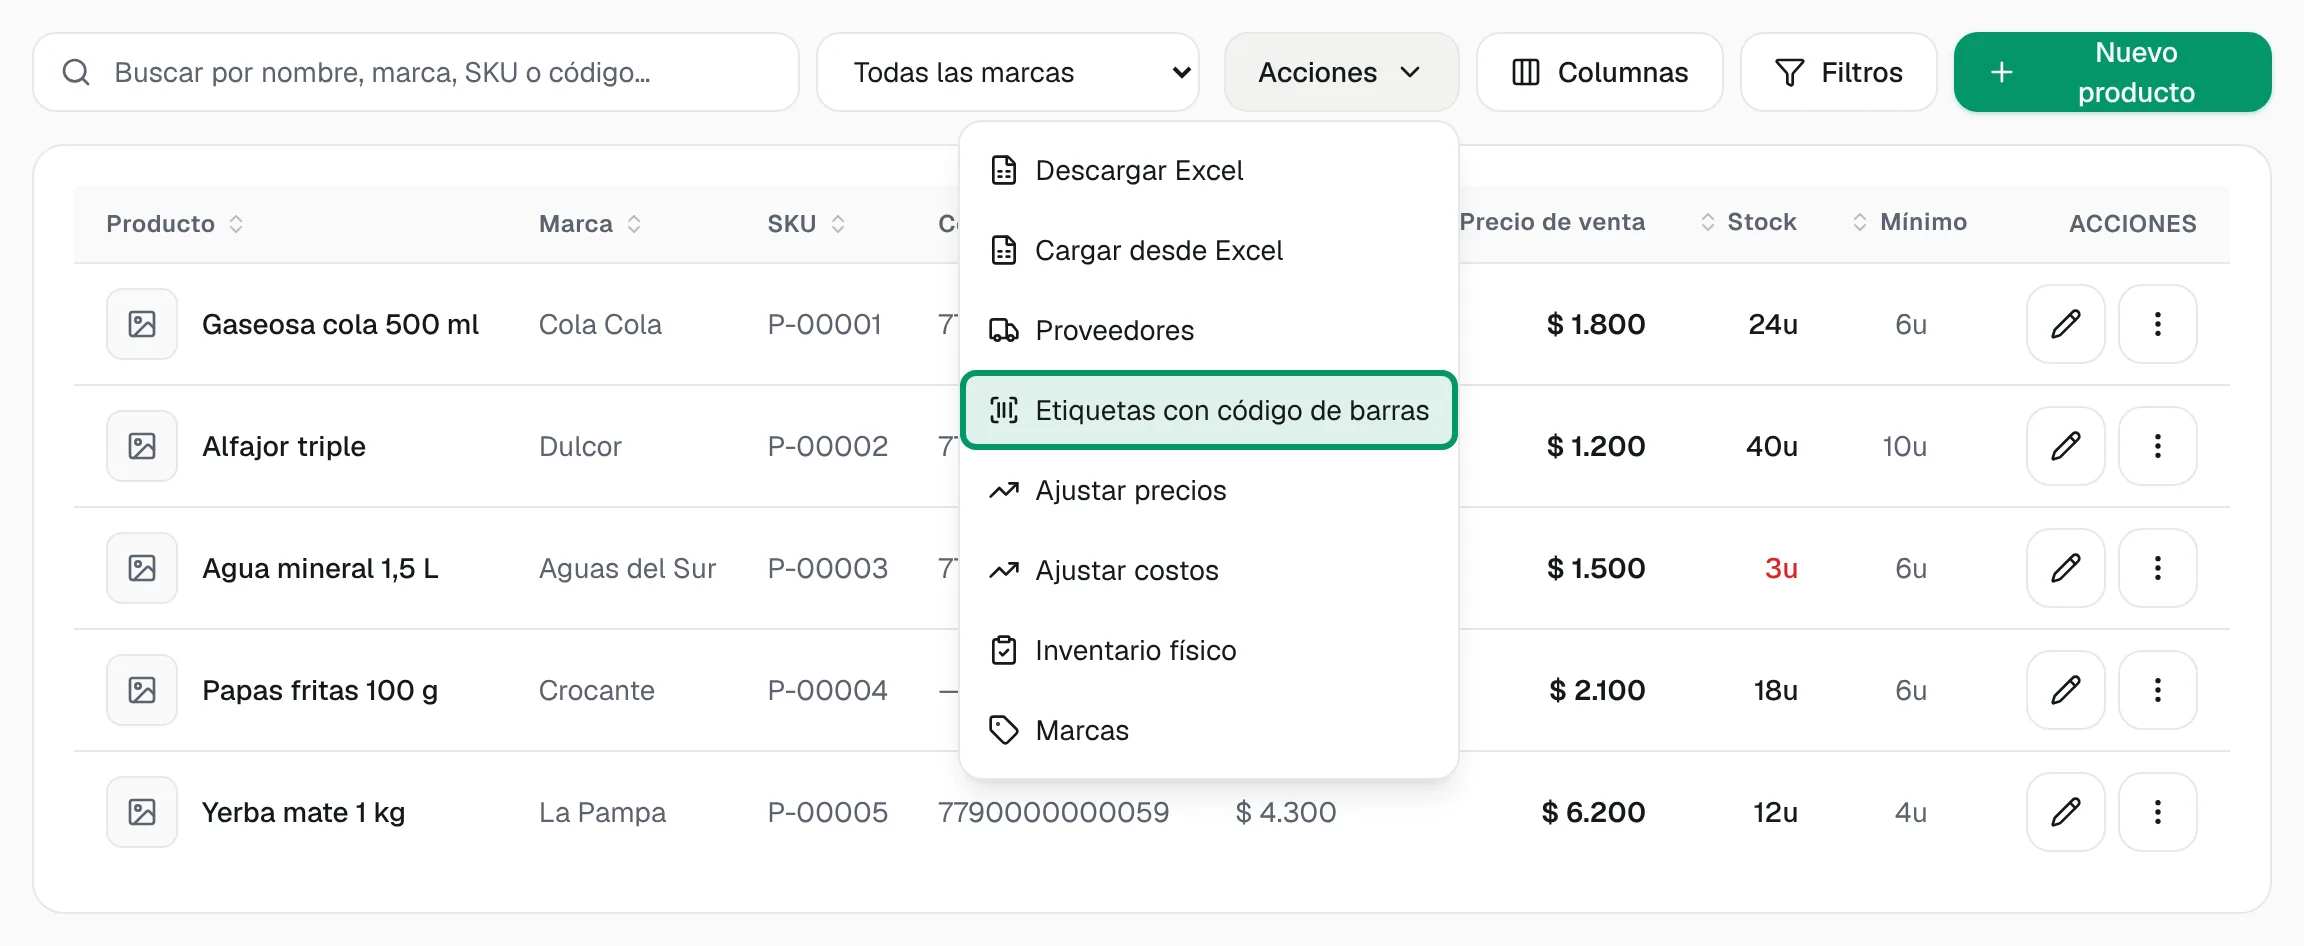 Buscar por nombre, marca, SKU o código...
Todas las marcas
Acciones
Columnas
Filtros
Nuevo
producto
Descargar Excel
Cargar desde Excel
Proveedores
Etiquetas con código de barras
Ajustar precios
Ajustar costos
Inventario físico
Marcas
Producto Marca SKU Precio de venta Stock Mínimo ACCIONES
Gaseosa cola 500 ml Cola Cola P-00001 $ 1.800 24u 6u
Alfajor triple Dulcor P-00002 $ 1.200 40u 10u
Agua mineral 1,5 L Aguas del Sur P-00003 $ 1.500 3u 6u
Papas fritas 100 g Crocante P-00004 — $ 2.100 18u 6u
Yerba mate 1 kg La Pampa P-00005 7790000000059 $ 4.300 $ 6.200 12u 4u